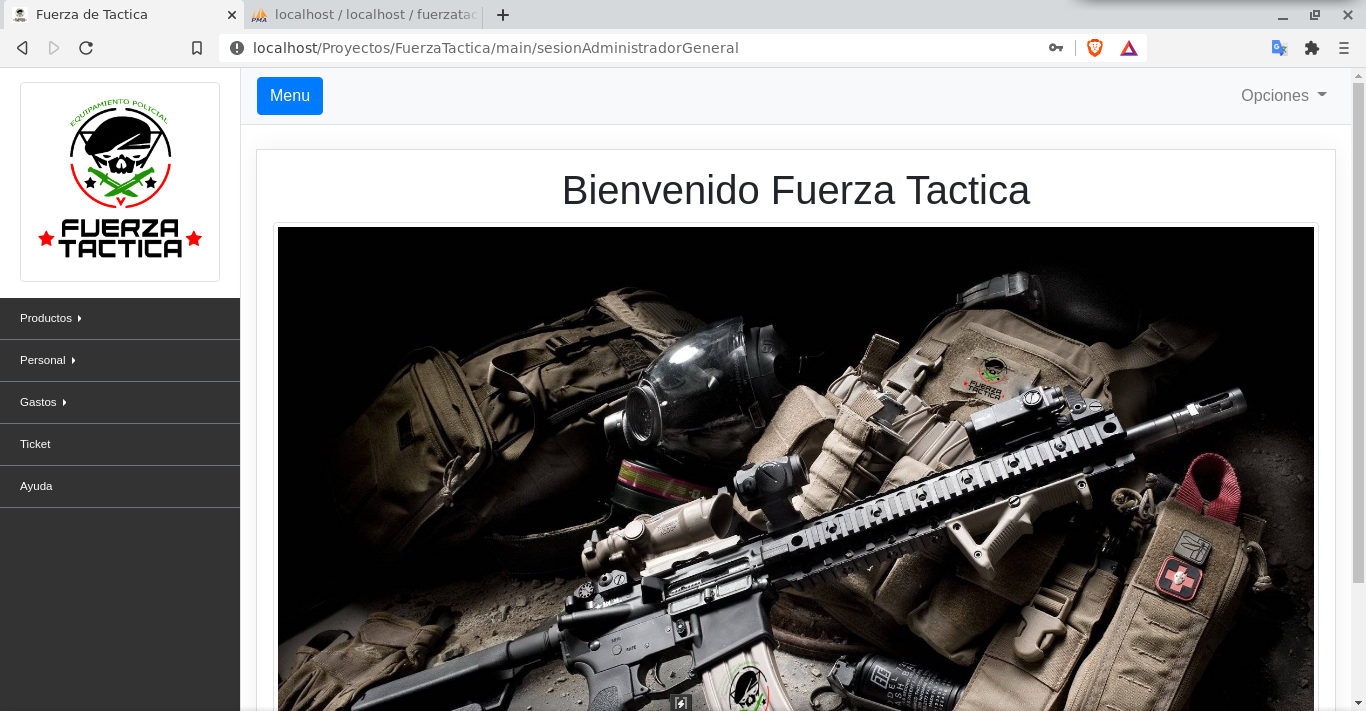 Fuerza de Tactica
localhost / localhost / fuerzatac
localhost/Proyectos/FuerzaTactica/main/sesionAdministradorGeneral
EQUIPAMIENTO POLICIAL
FUERZA
TACTICA
Menu
Opciones
Productos
Personal
Gastos
Ticket
Ayuda
Bienvenido Fuerza Tactica
FUERZA
TACTICA